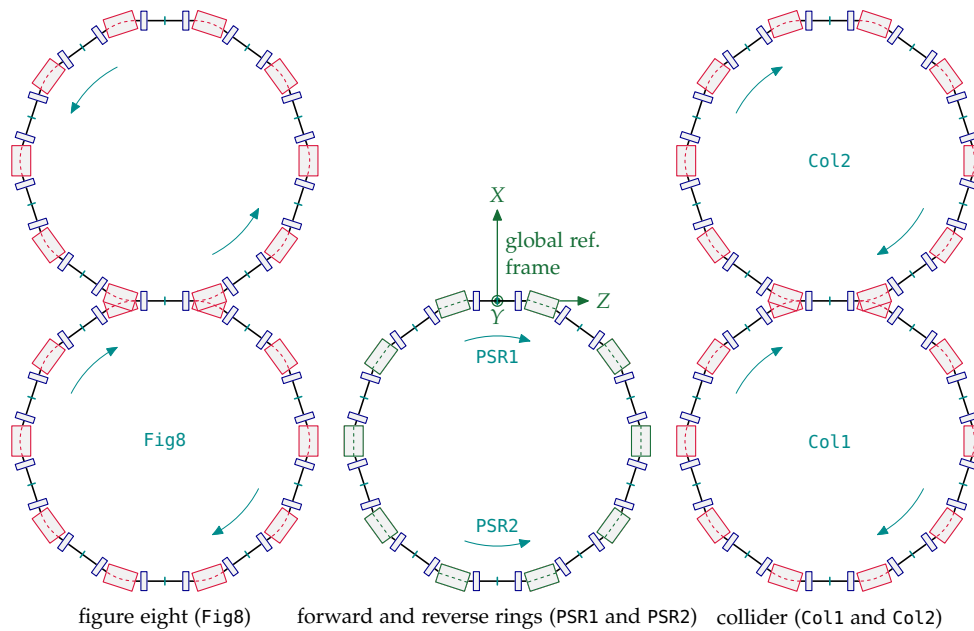 Col2
X
global ref.
frame
Z
Y
PSR1
Fig8
Col1
PSR2
figure eight (Fig8)
forward and reverse rings (PSR1 and PSR2)
collider (Col1 and Col2)